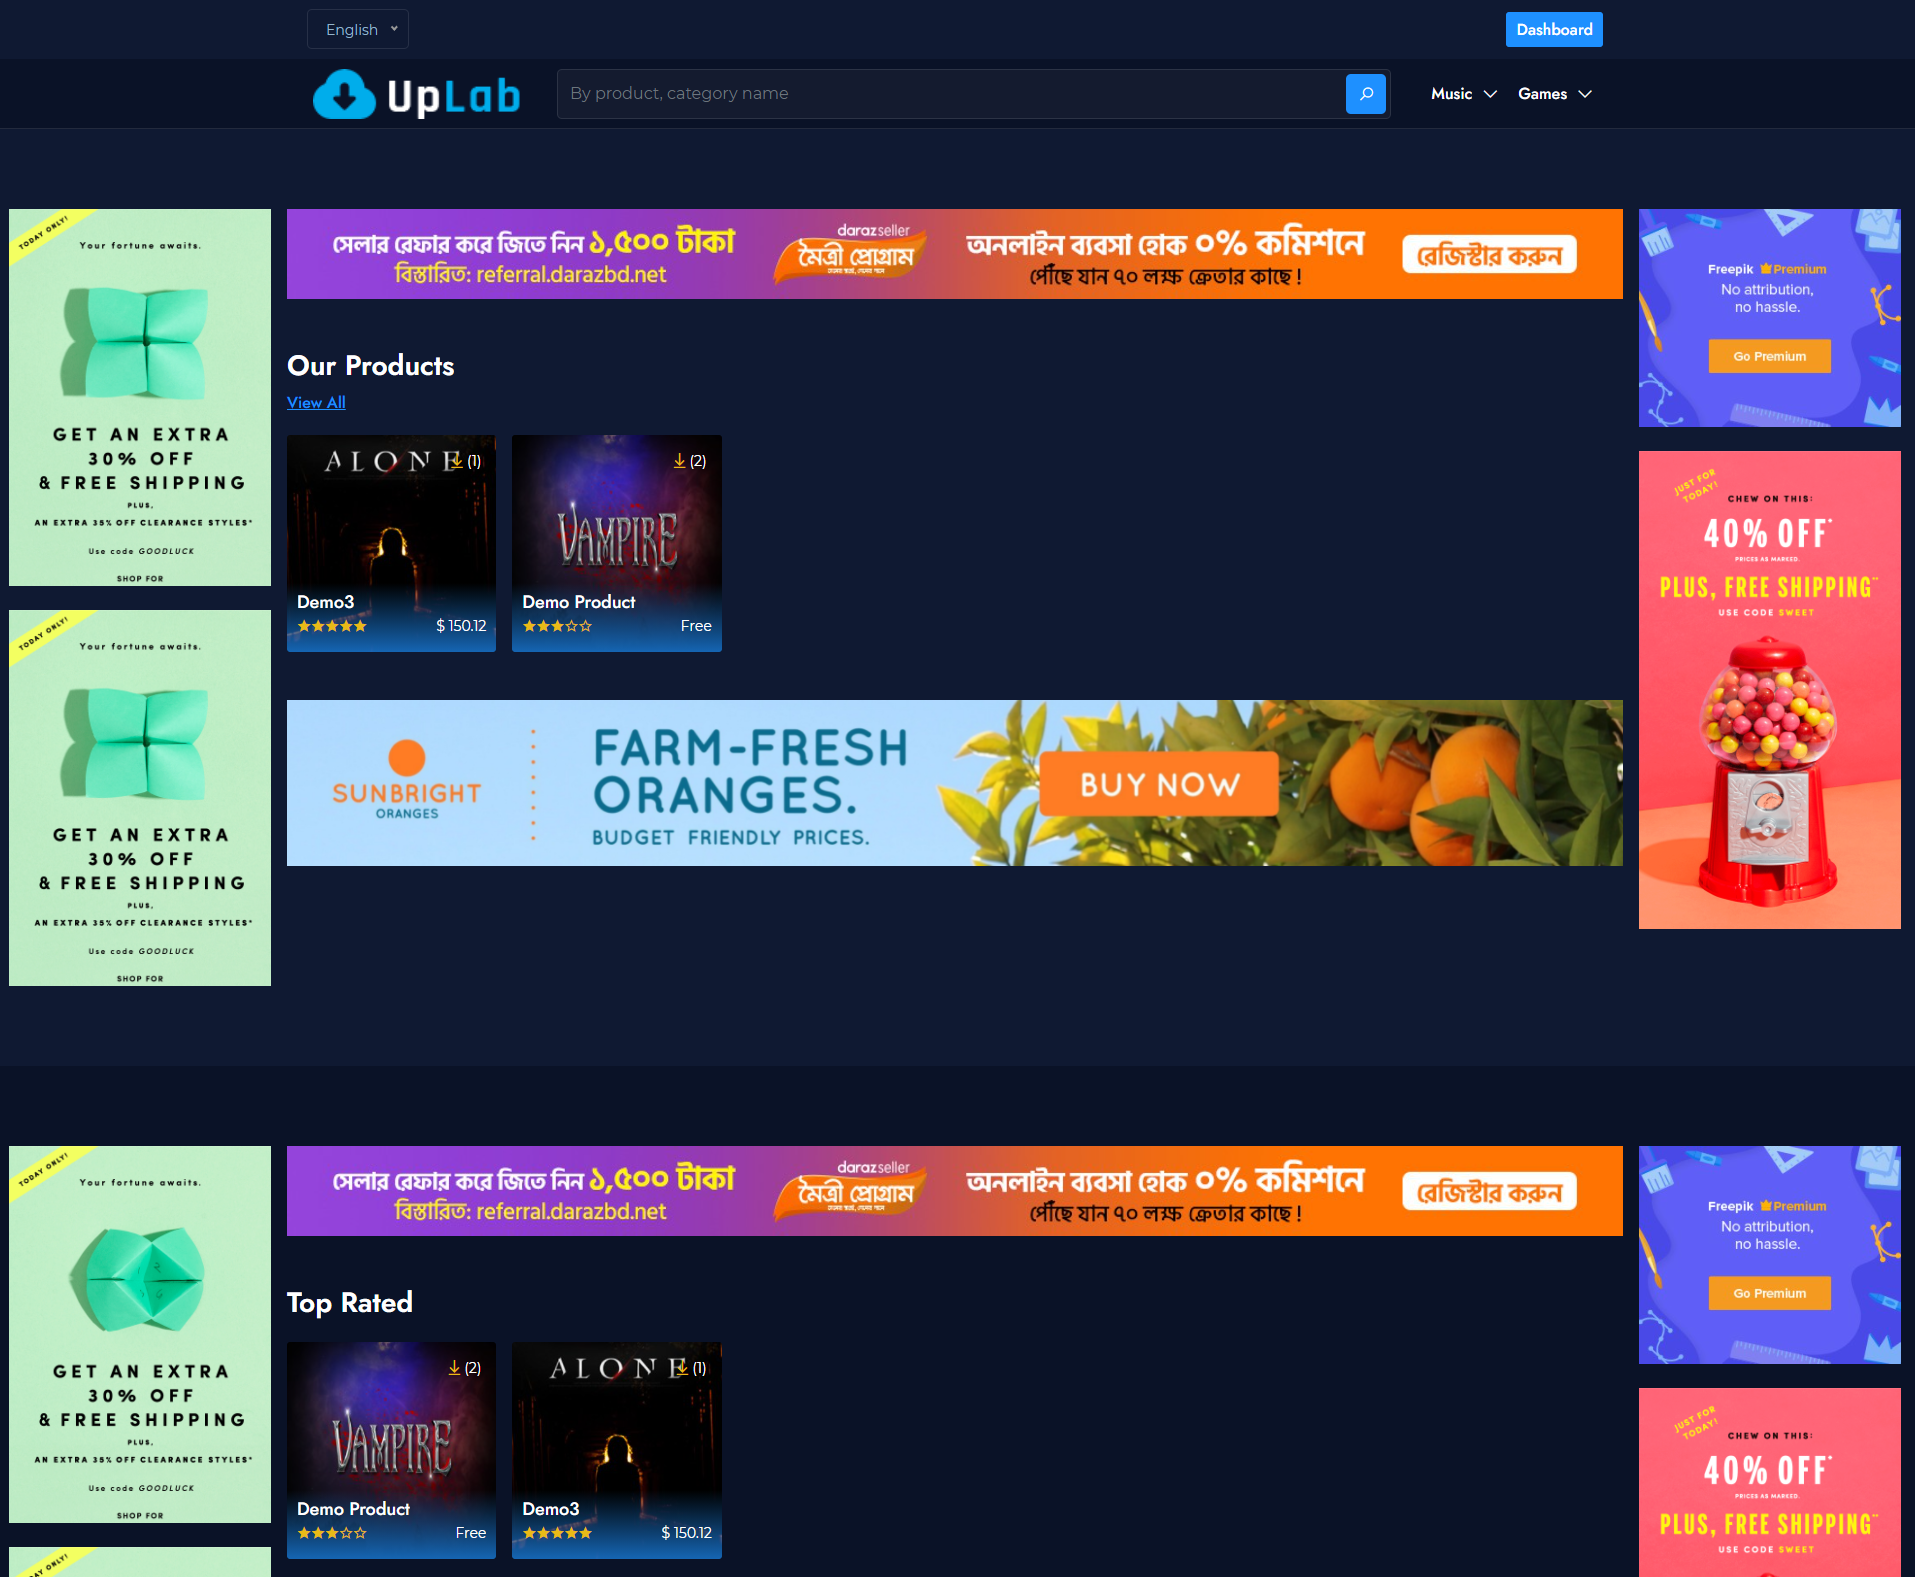 English
Dashboard
UpLab
By product, category name
Music
Games
TODAY ONLY!
Your fortune awaits.
GET AN EXTRA
30% OFF
& FREE SHIPPING
PLUS,
AN EXTRA 35% OFF CLEARANCE STYLES*
Use code GOODLUCK
SHOP FOR
TODAY ONLY!
Your fortune awaits.
GET AN EXTRA
30% OFF
& FREE SHIPPING
PLUS,
AN EXTRA 35% OFF CLEARANCE STYLES*
Use code GOODLUCK
SHOP FOR
সেলার রেফার করে জিতে নিন ১,৫০০ টাকা
বিস্তারিত: referral.darazbd.net
daraz seller
মৈত্রী প্রোগ্রাম
অনলাইন ব্যবসা হোক ০% কমিশনে
পৌঁছে যান ৭০ লক্ষ ক্রেতার কাছে !
রেজিস্টার করুন
Our Products
View All
ALONE
(1)
Demo3
$ 150.12
(2)
VAMPIRE
Demo Product
Free
SUNBRIGHT
ORANGES
FARM-FRESH
ORANGES.
BUDGET FRIENDLY PRICES.
BUY NOW
Freepik Premium
No attribution,
no hassle.
Go Premium
JUST FOR
TODAY!
CHEW ON THIS:
40% OFF*
PRICES AS MARKED.
PLUS, FREE SHIPPING**
USE CODE SWEET
TODAY ONLY!
Your fortune awaits.
GET AN EXTRA
30% OFF
& FREE SHIPPING
PLUS,
AN EXTRA 35% OFF CLEARANCE STYLES*
Use code GOODLUCK
SHOP FOR
TODAY ONLY!
সেলার রেফার করে জিতে নিন ১,৫০০ টাকা
বিস্তারিত: referral.darazbd.net
daraz seller
মৈত্রী প্রোগ্রাম
অনলাইন ব্যবসা হোক ০% কমিশনে
পৌঁছে যান ৭০ লক্ষ ক্রেতার কাছে !
রেজিস্টার করুন
Top Rated
(2)
VAMPIRE
Demo Product
Free
ALONE
(1)
Demo3
$ 150.12
Freepik Premium
No attribution,
no hassle.
Go Premium
JUST FOR
TODAY!
CHEW ON THIS:
40% OFF*
PRICES AS MARKED.
PLUS, FREE SHIPPING**
USE CODE SWEET